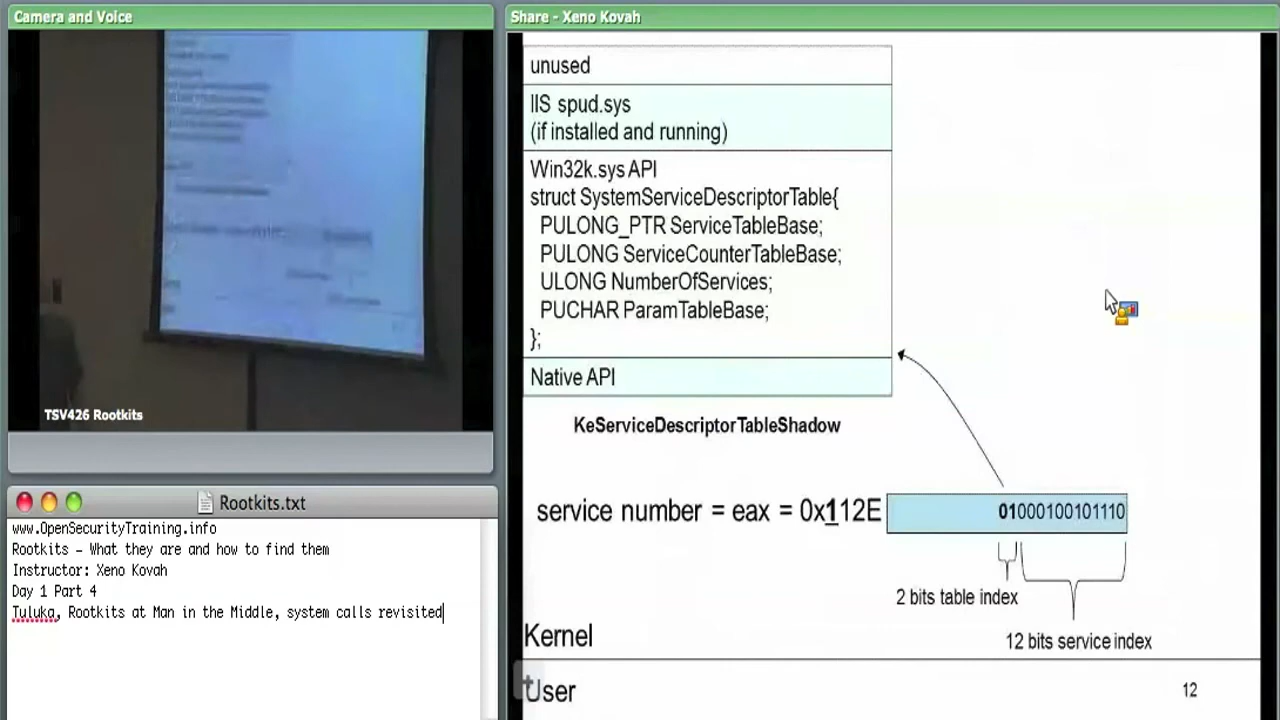 Camera and Voice
TSV426 Rootkits
Rootkits.txt
www.OpenSecurityTraining.info
Rootkits - What they are and how to find them
Instructor: Xeno Kovah
Day 1 Part 4
Tuluka, Rootkits at Man in the Middle, system calls revisited
Share - Xeno Kovah
unused
IIS spud.sys
(if installed and running)
Win32k.sys API
struct SystemServiceDescriptorTable{
PULONG_PTR ServiceTableBase;
PULONG ServiceCounterTableBase;
ULONG NumberOfServices;
PUCHAR ParamTableBase;
};
Native API
KeServiceDescriptorTableShadow
service number = eax = 0x112E
01000100101110
2 bits table index
12 bits service index
Kernel
User
12